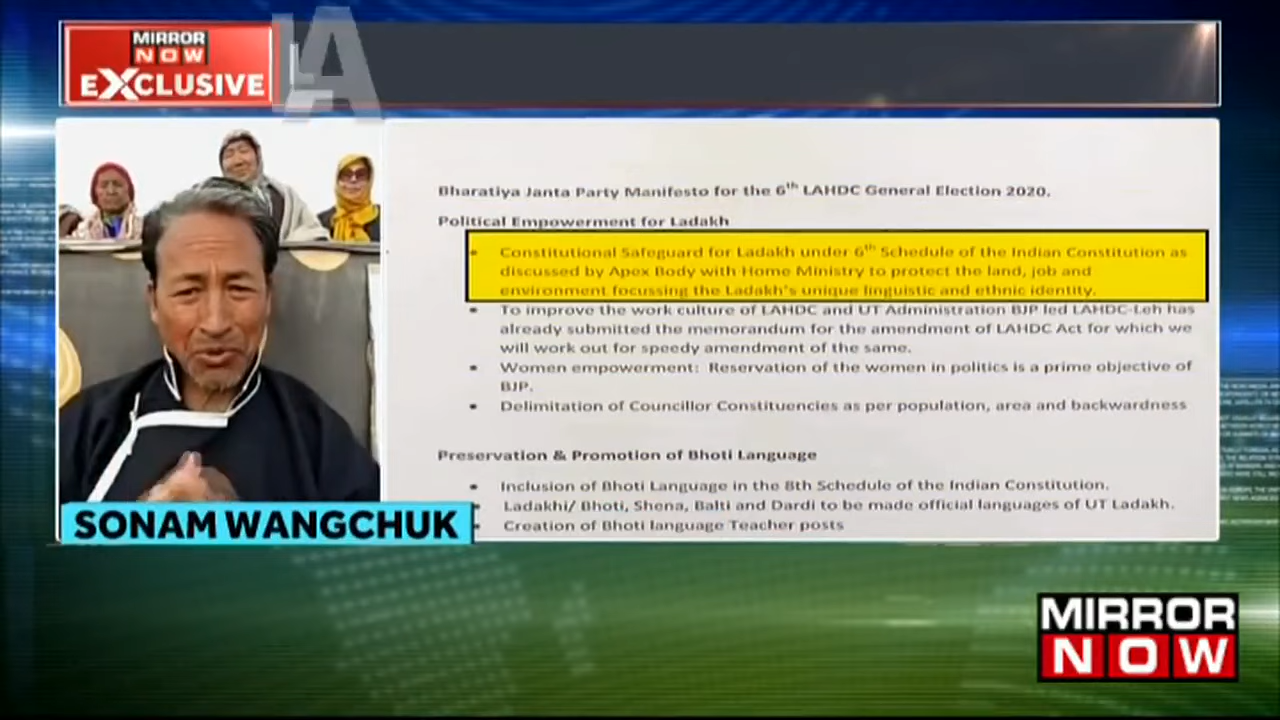 MIRROR
NOW
EXCLUSIVE
LA
Bharatiya Janta Party Manifesto for the 6th LAHDC General Election 2020.
Political Empowerment for Ladakh
• Constitutional Safeguard for Ladakh under 6th Schedule of the Indian Constitution as
discussed by Apex Body with Home Ministry to protect the land, job and
environment focussing the Ladakh's unique linguistic and ethnic identity.
• To improve the work culture of LAHDC and UT Administration BJP led LAHDC-Leh has
already submitted the memorandum for the amendment of LAHDC Act for which we
will work out for speedy amendment of the same.
• Women empowerment: Reservation of the women in politics is a prime objective of
BJP.
• Delimitation of Councillor Constituencies as per population, area and backwardness
Preservation & Promotion of Bhoti Language
• Inclusion of Bhoti Language in the 8th Schedule of the Indian Constitution.
• Ladakhi/ Bhoti, Shena, Balti and Dardi to be made official languages of UT Ladakh.
• Creation of Bhoti language Teacher posts
SONAM WANGCHUK
MIRROR
NOW